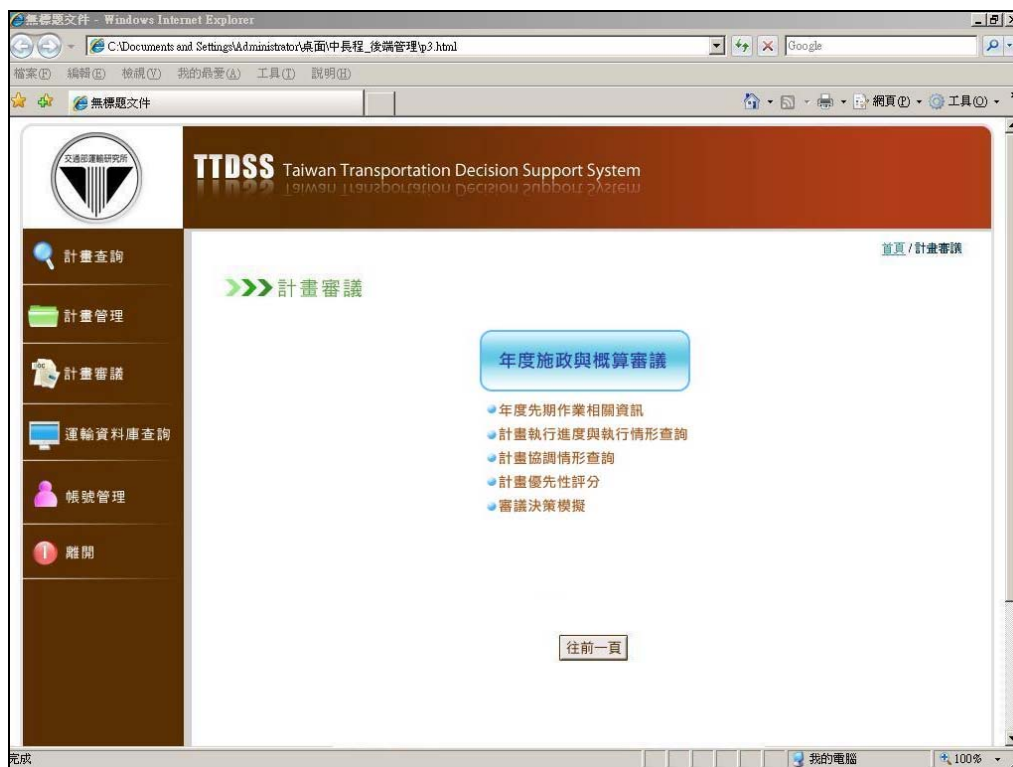 無標題文件 - Windows Internet Explorer
C:\Documents and Settings\Administrator\桌面\中長程_後端管理\p3.html
Google
檔案(F) 編輯(E) 檢視(V) 我的最愛(A) 工具(T) 說明(H)
無標題文件
網頁(P) 工具(O)
交通部運輸研究所
TTDSS Taiwan Transportation Decision Support System
首頁 / 計畫審議
計畫查詢
計畫管理
計畫審議
運輸資料庫查詢
帳號管理
離開
計畫審議
年度施政與概算審議
年度先期作業相關資訊
計畫執行進度與執行情形查詢
計畫協調情形查詢
計畫優先性評分
審議決策模擬
往前一頁
完成
我的電腦
100%